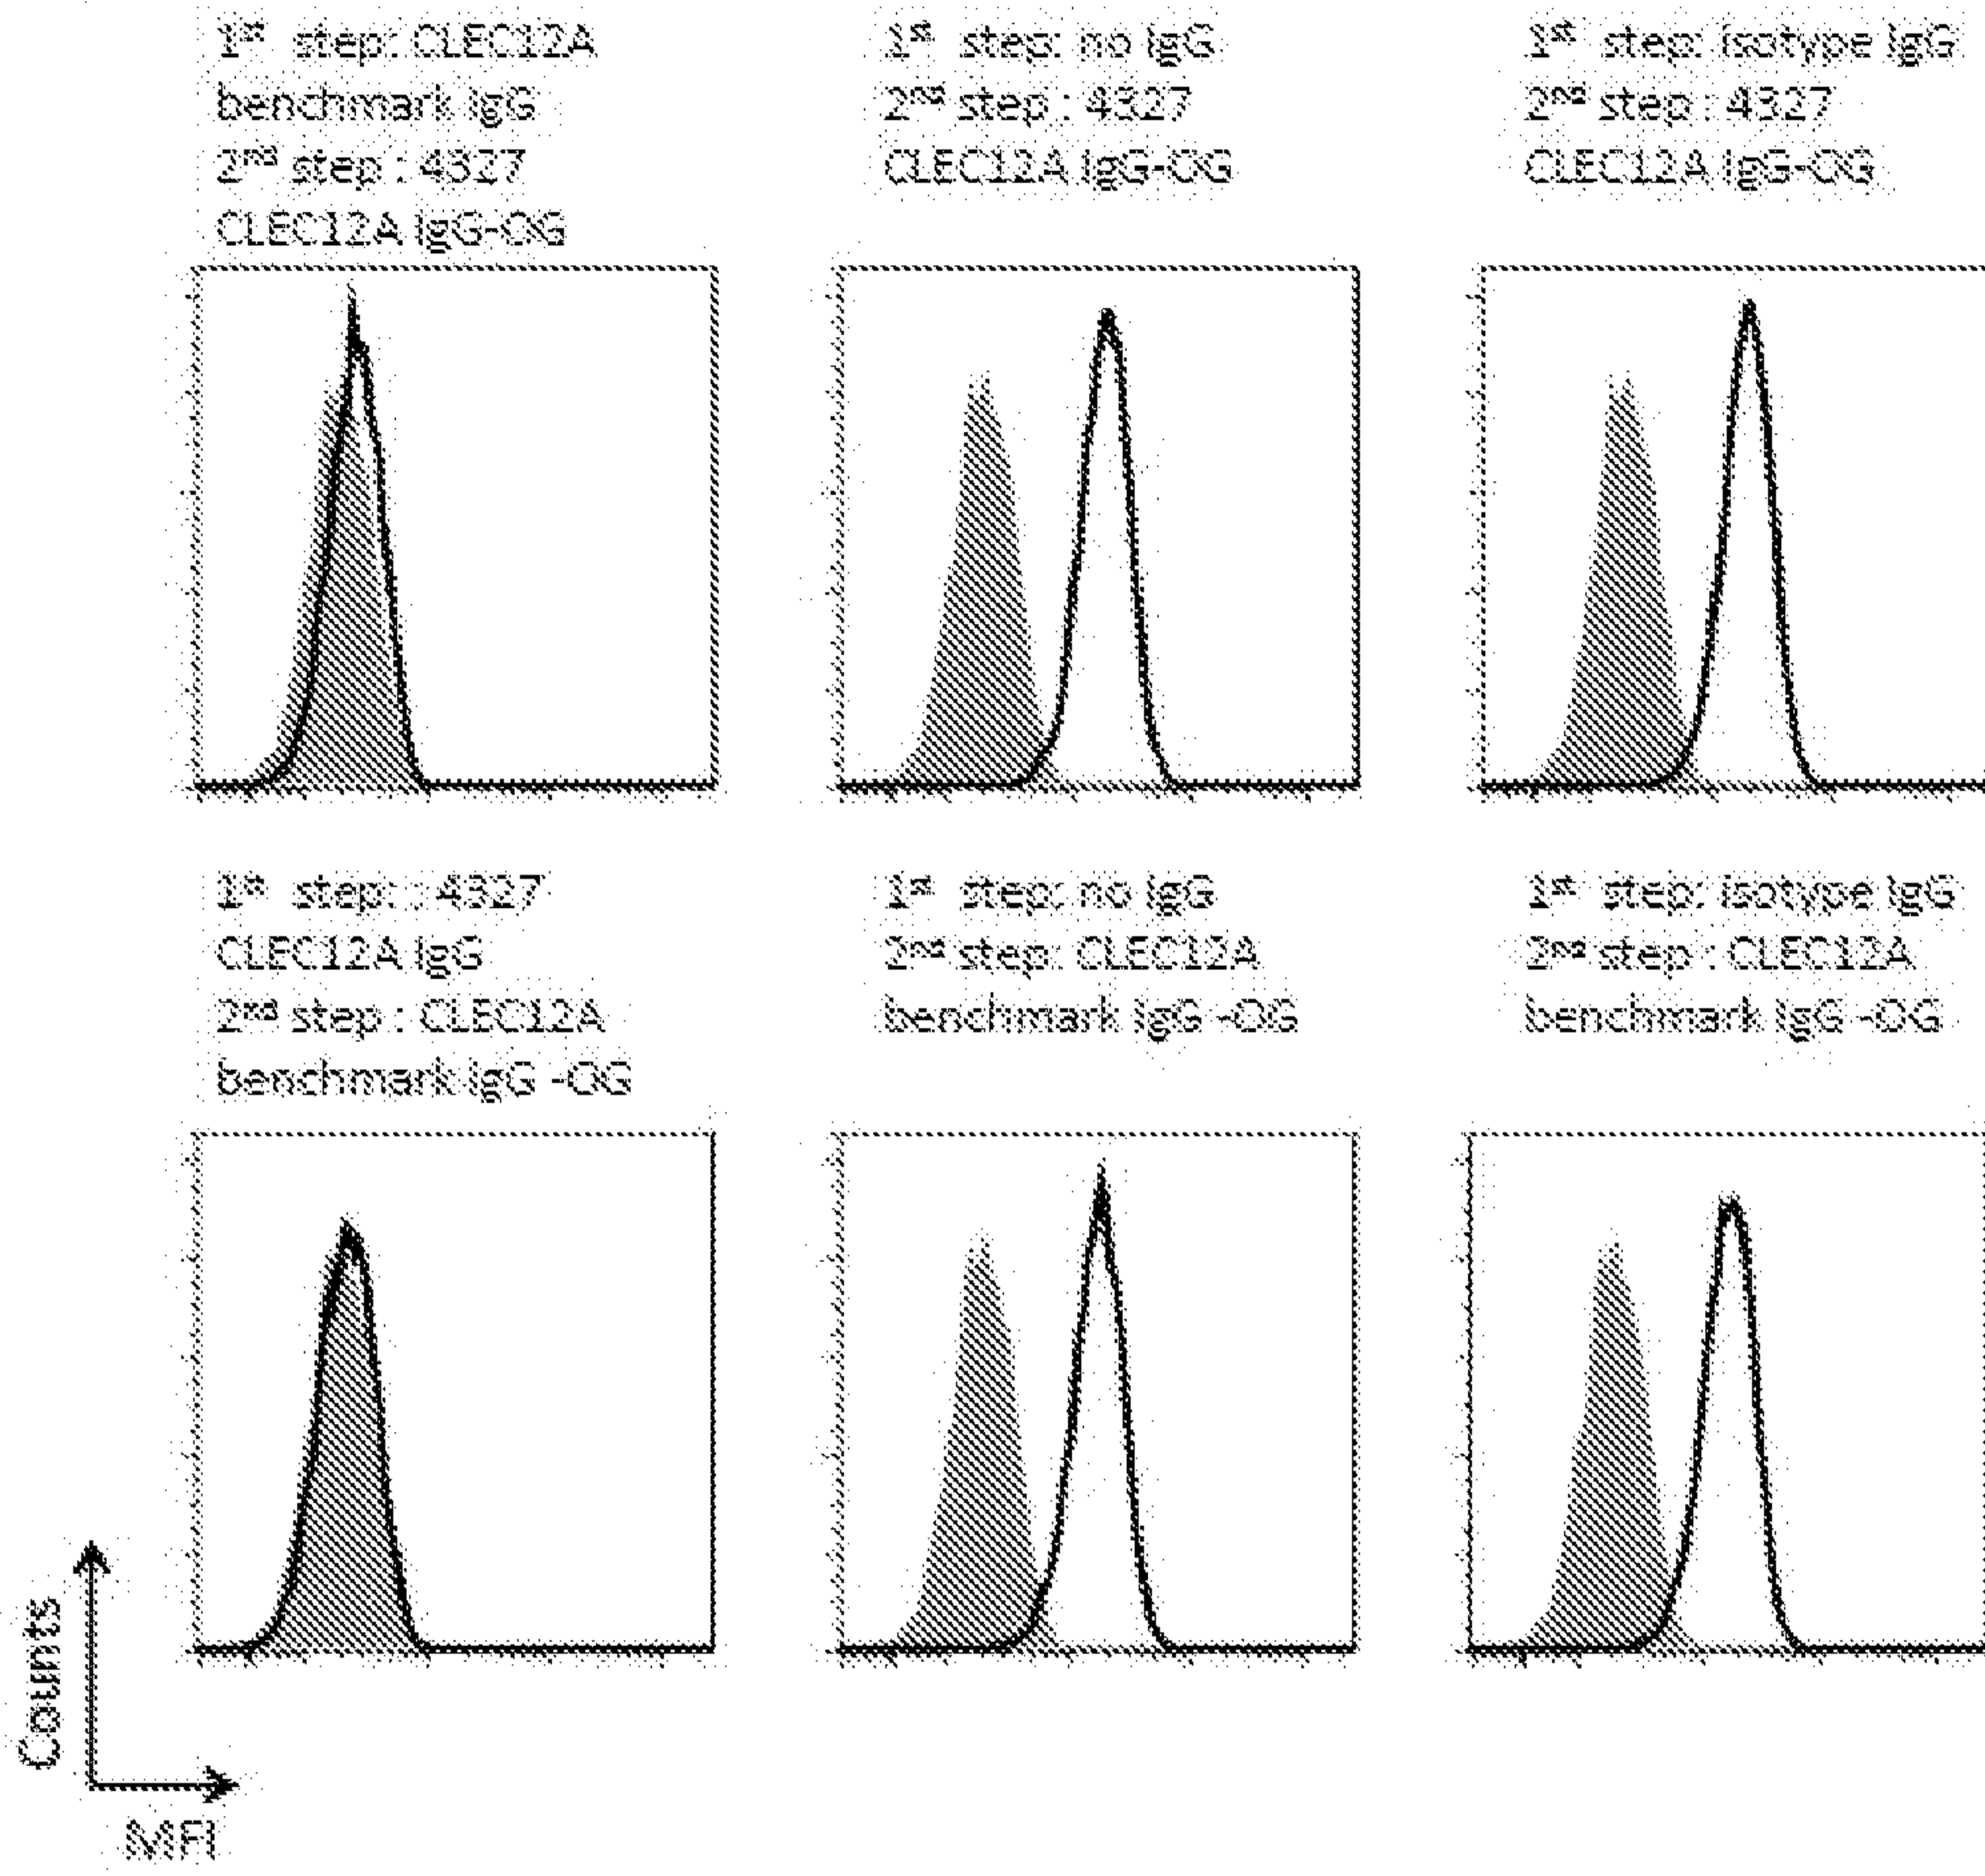 1st step: CLEC12A
benchmark IgG
2nd step : 4327
CLEC12A IgG-OG
1st step: no IgG
2nd step : 4327
CLEC12A IgG-OG
1st step: isotype IgG
2nd step : 4327
CLEC12A IgG-OG
1st step: : 4327
CLEC12A IgG
2nd step : CLEC12A
benchmark IgG -OG
1st step: no IgG
2nd step: CLEC12A
benchmark IgG -OG
1st step: isotype IgG
2nd step : CLEC12A
benchmark IgG -OG
Counts
MFI